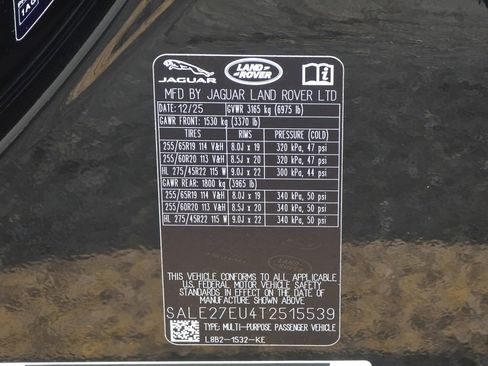 JAGUAR
LAND ROVER
MFD BY JAGUAR LAND ROVER LTD
DATE: 12/25 GVWR 3165 kg (6975 lb)
GAWR FRONT: 1530 kg (3370 lb)
TIRES RIMS PRESSURE (COLD)
255/65R19 114 V&H 8.0J x 19 320 kPa, 47 psi
255/60R20 113 V&H 8.5J x 20 320 kPa, 47 psi
HL 275/45R22 115 W 9.0J x 22 300 kPa, 44 psi
GAWR REAR: 1800 kg (3965 lb)
255/65R19 114 V&H 8.0J x 19 340 kPa, 50 psi
255/60R20 113 V&H 8.5J x 20 340 kPa, 50 psi
HL 275/45R22 115 W 9.0J x 22 340 kPa, 50 psi
LAND ROVER
THIS VEHICLE CONFORMS TO ALL APPLICABLE
U.S. FEDERAL MOTOR VEHICLE SAFETY AND
THEFT PREVENTION STANDARDS IN EFFECT
ON THE DATE OF MANUFACTURE SHOWN ABOVE.
SALE27EU4T2515539
TYPE: MULTI-PURPOSE PASSENGER VEHICLE
L8B2-1532-KE